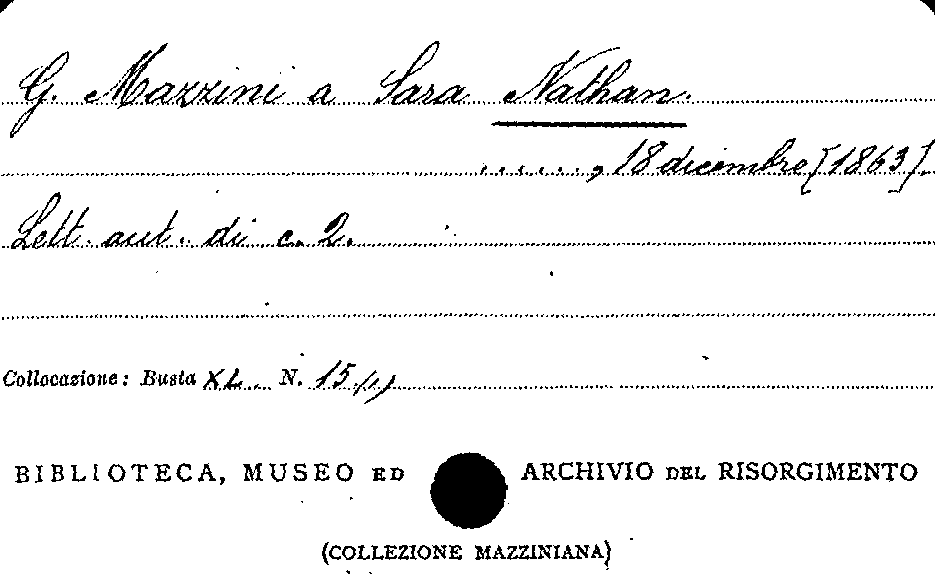 G. Mazzini a Sara Nathan.
......, 18 dicembre [1863].
Lett. aut. di c. 2.
Collocazione: Busta XL. N. 15 (1)
BIBLIOTECA, MUSEO ED ARCHIVIO DEL RISORGIMENTO
(COLLEZIONE MAZZINIANA)